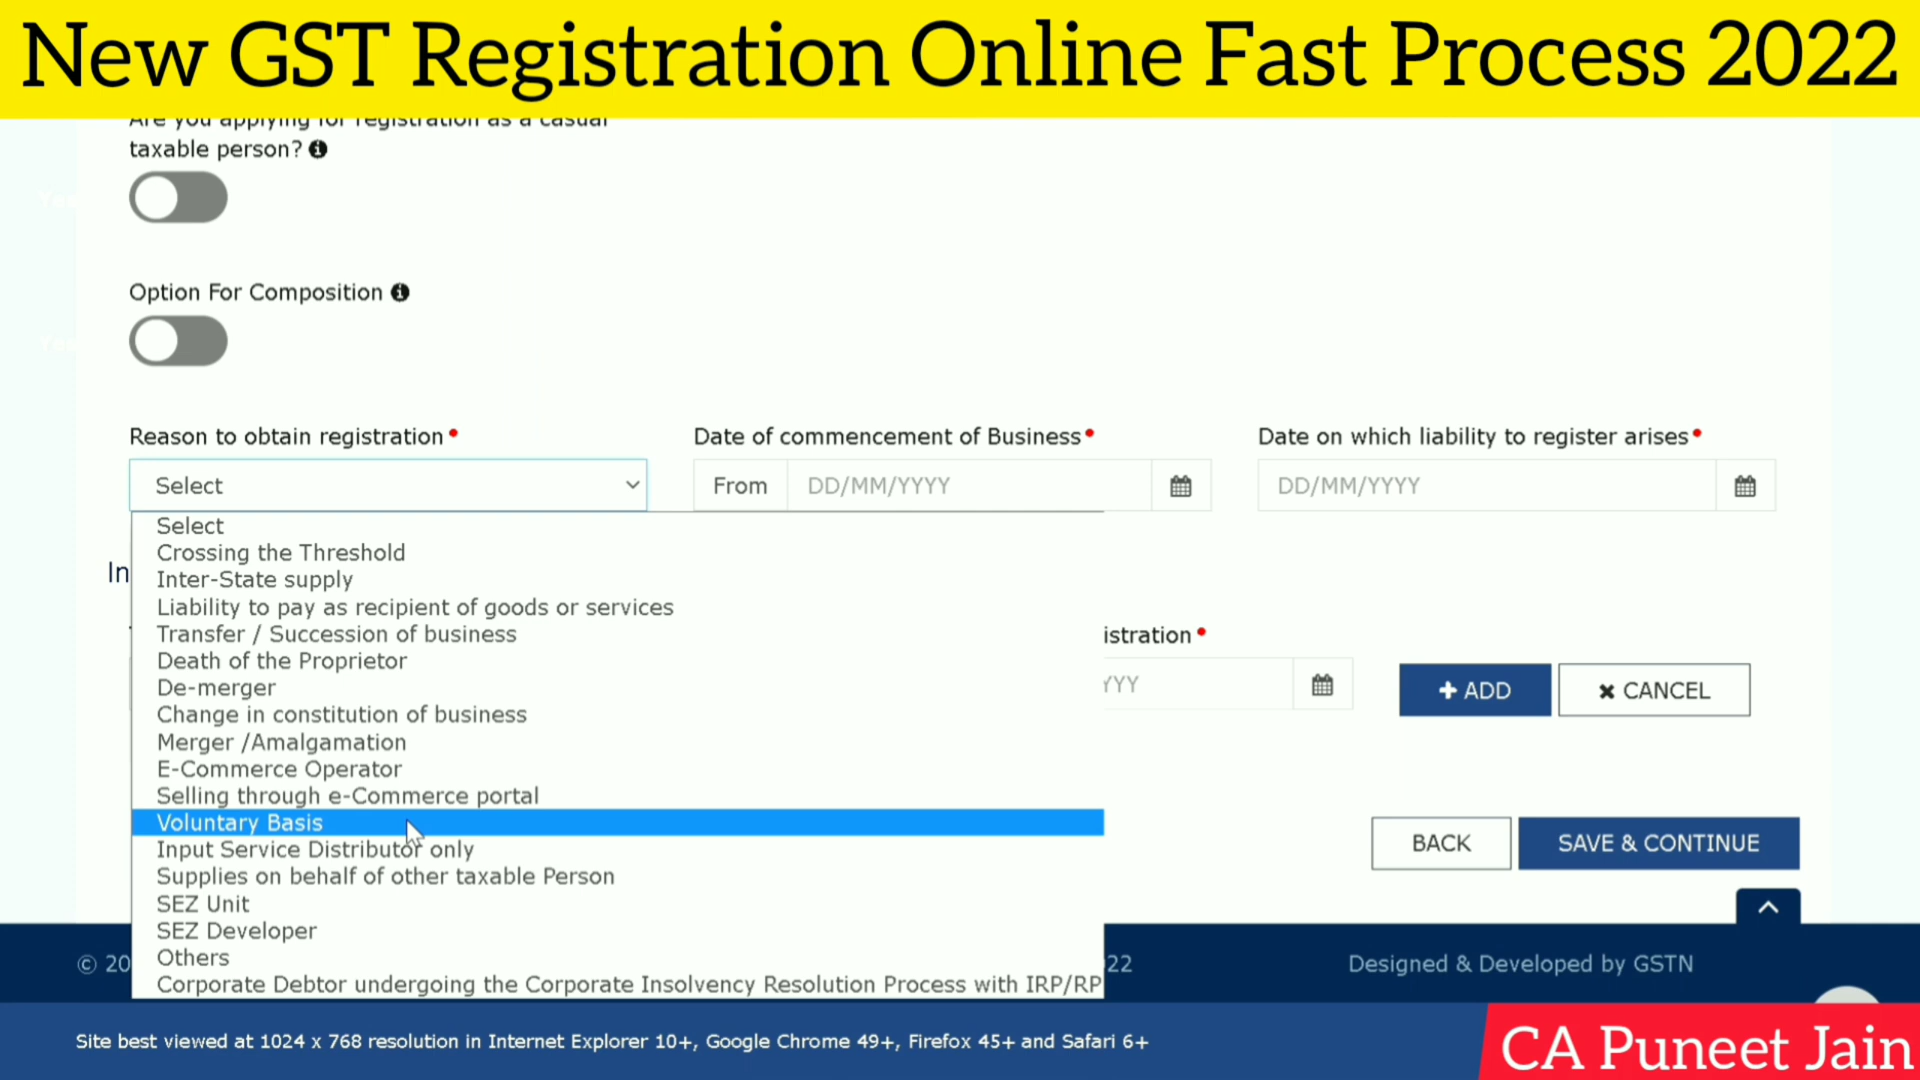 New GST Registration Online Fast Process 2022
Are you applying for registration as a casual
taxable person?
Option For Composition
Reason to obtain registration
Date of commencement of Business
Date on which liability to register arises
Select
From
DD/MM/YYYY
DD/MM/YYYY
Select
Crossing the Threshold
In
Inter-State supply
Liability to pay as recipient of goods or services
Transfer / Succession of business
istration
Death of the Proprietor
YYY
ADD
CANCEL
De-merger
Change in constitution of business
Merger /Amalgamation
E-Commerce Operator
Selling through e-Commerce portal
Voluntary Basis
BACK
SAVE & CONTINUE
Input Service Distributor only
Supplies on behalf of other taxable Person
SEZ Unit
SEZ Developer
Others
© 20
22
Designed & Developed by GSTN
Corporate Debtor undergoing the Corporate Insolvency Resolution Process with IRP/RP
Site best viewed at 1024 x 768 resolution in Internet Explorer 10+, Google Chrome 49+, Firefox 45+ and Safari 6+
CA Puneet Jain